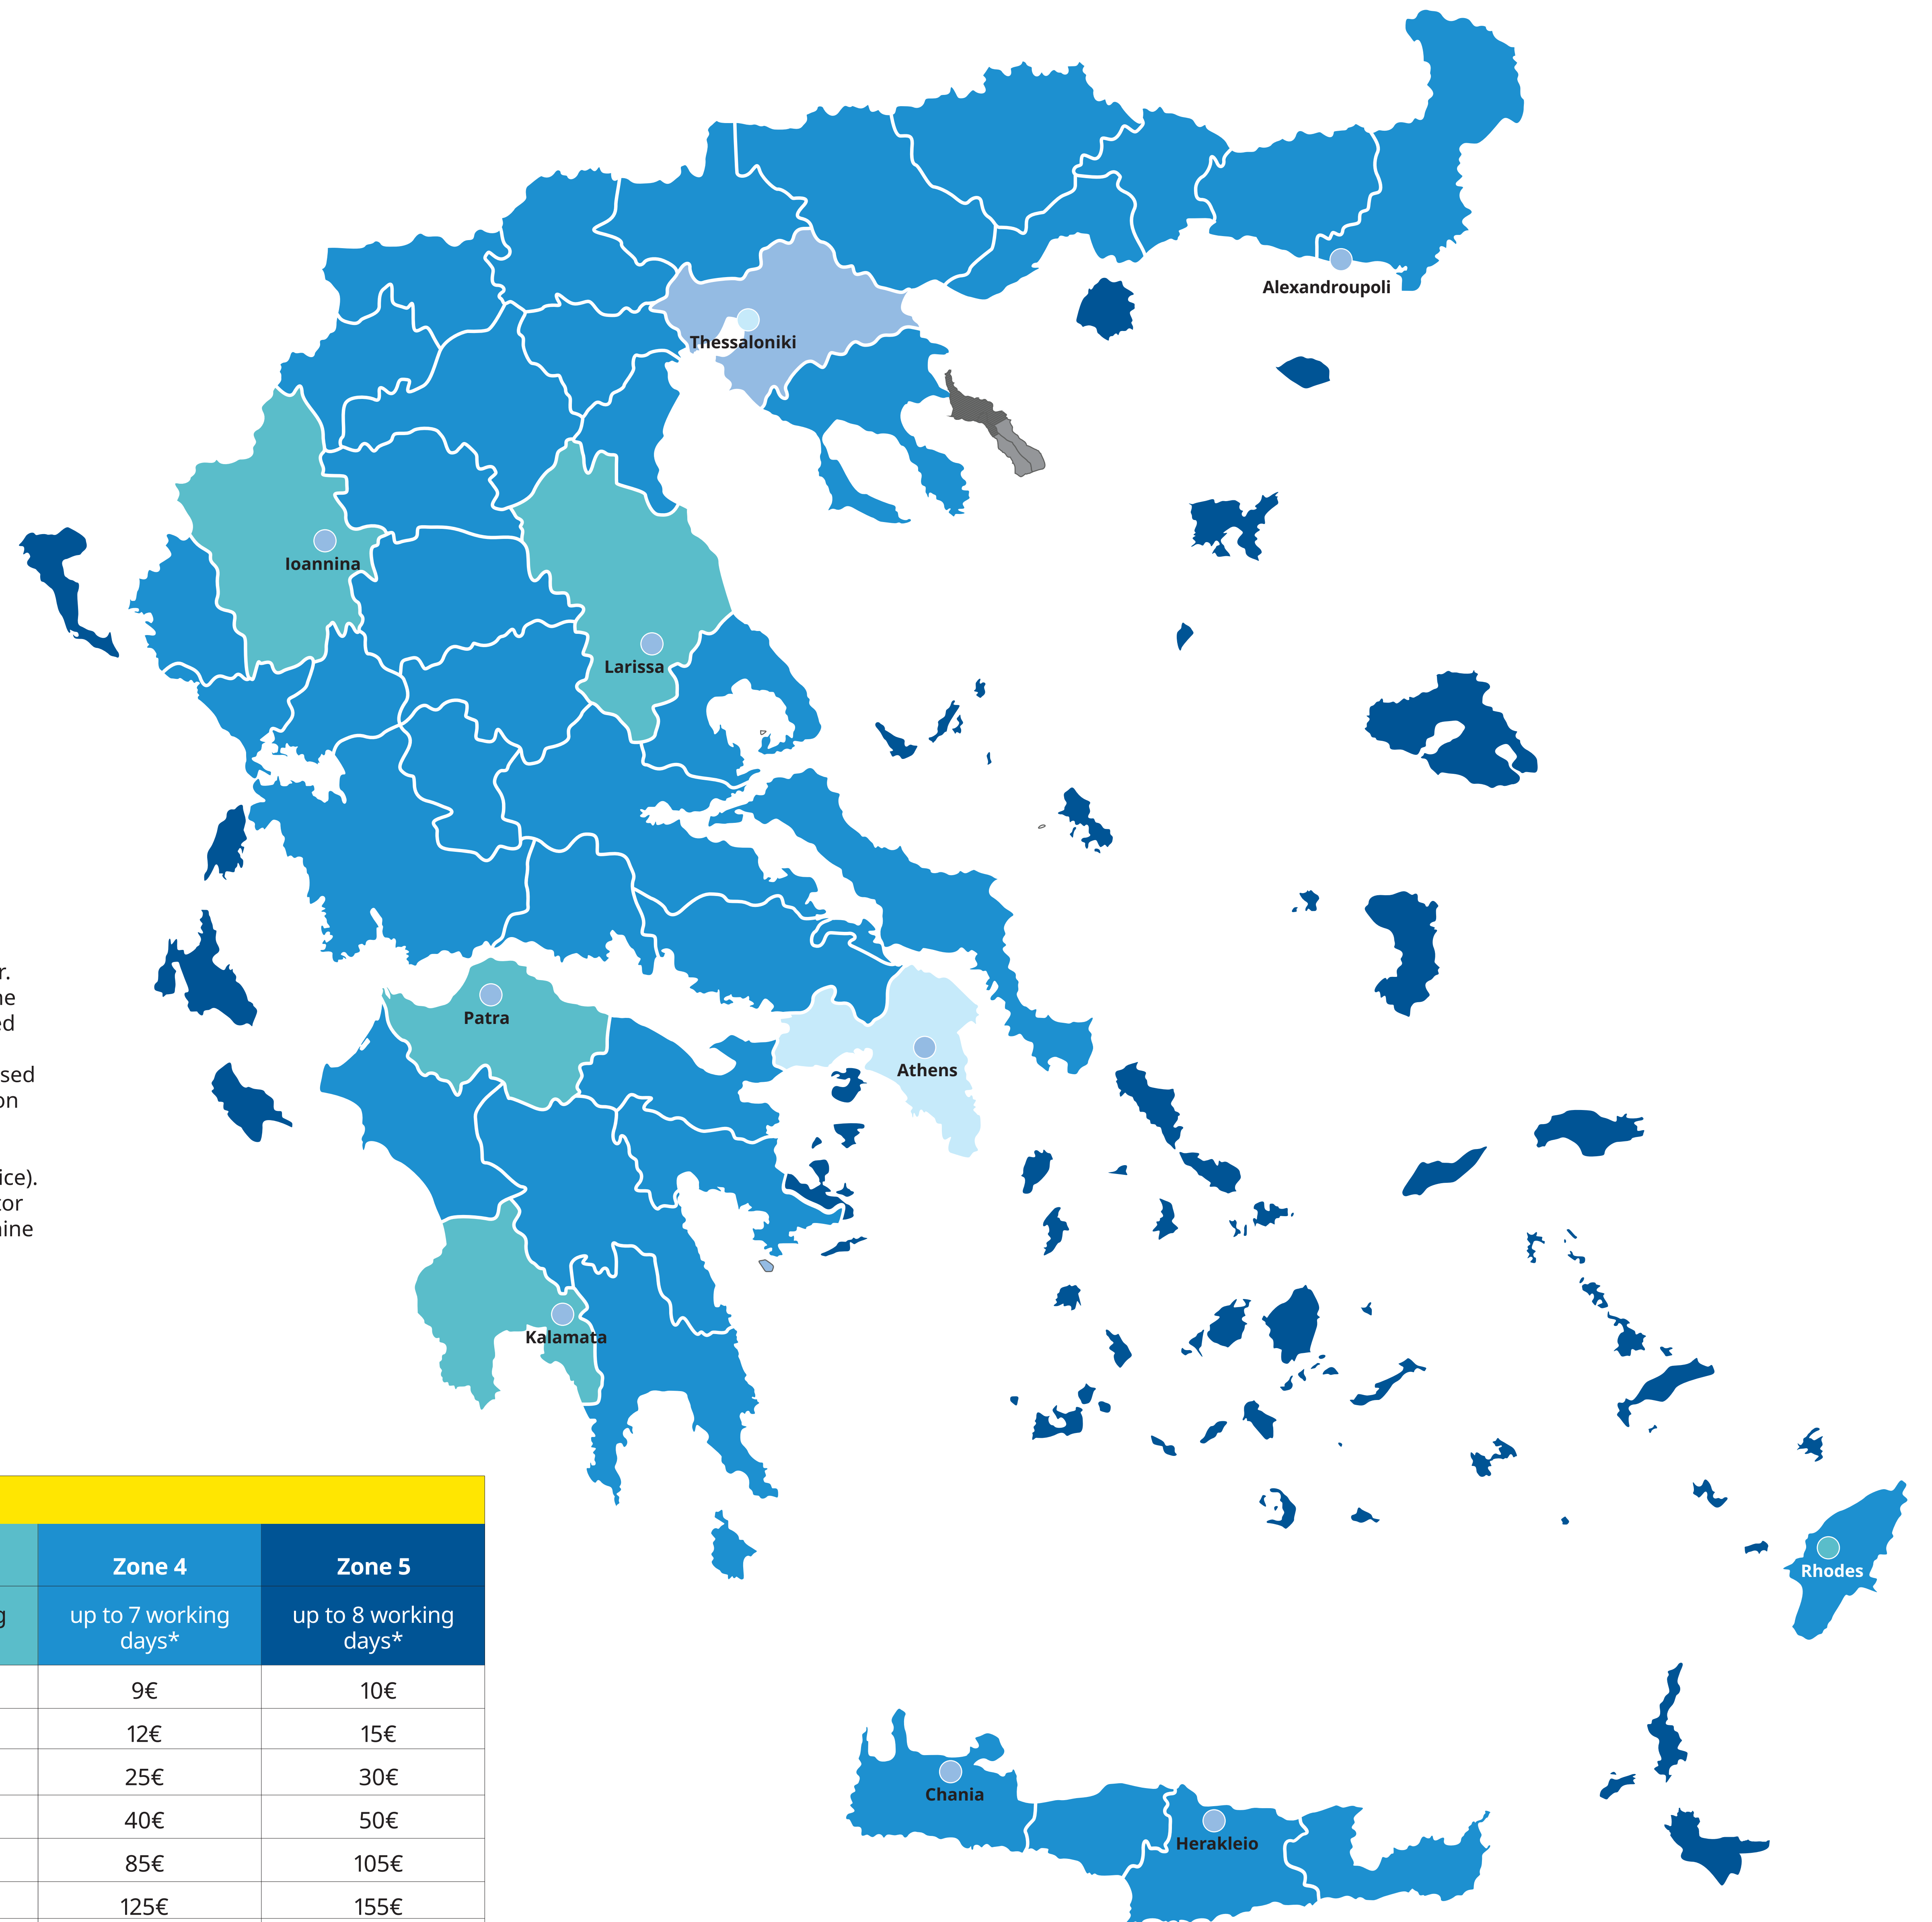 Alexandroupoli
Thessaloniki
Ioannina
Larissa
r.
ne
ed
Patra
Athens
sed
on
ice).
tor
nine
Kalamata
Zone 4 Zone 5
Rhodes
g up to 7 working up to 8 working
days* days*
9€ 10€
12€ 15€
25€ 30€
Chania
40€ 50€
Herakleio
85€ 105€
125€ 155€